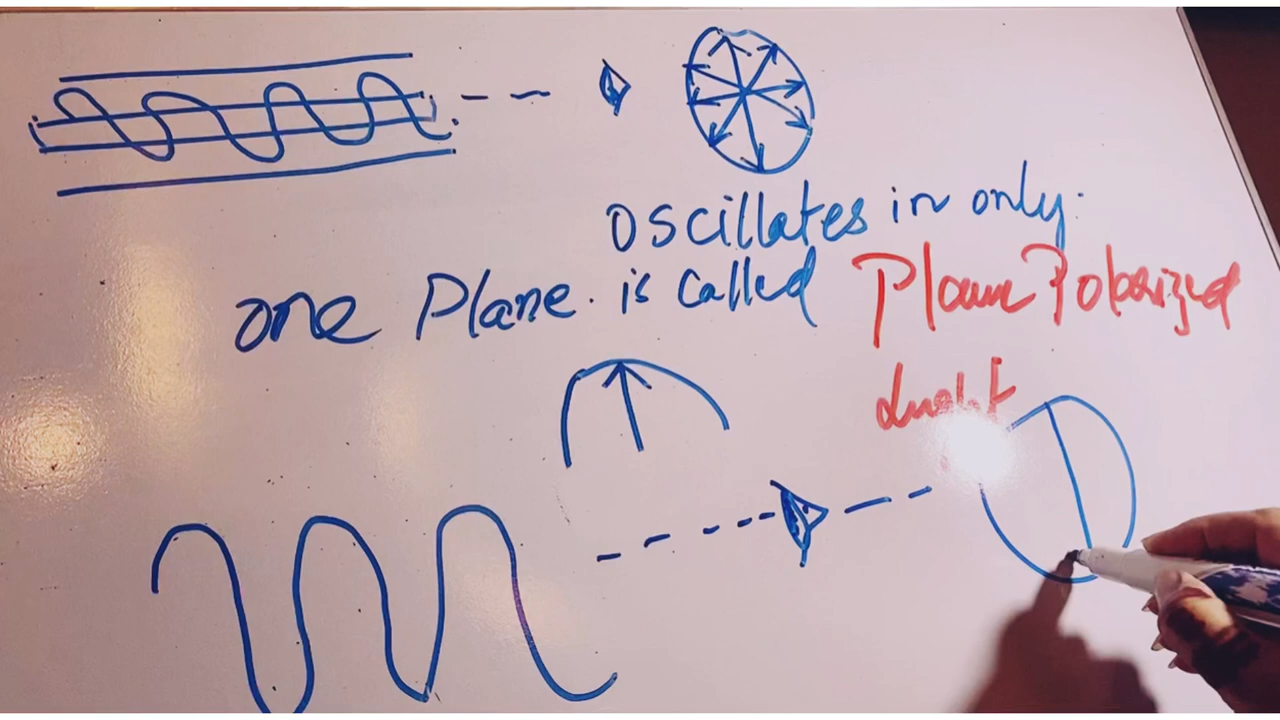 oscillates in only.
one Plane. is called Plane Polarized
Light